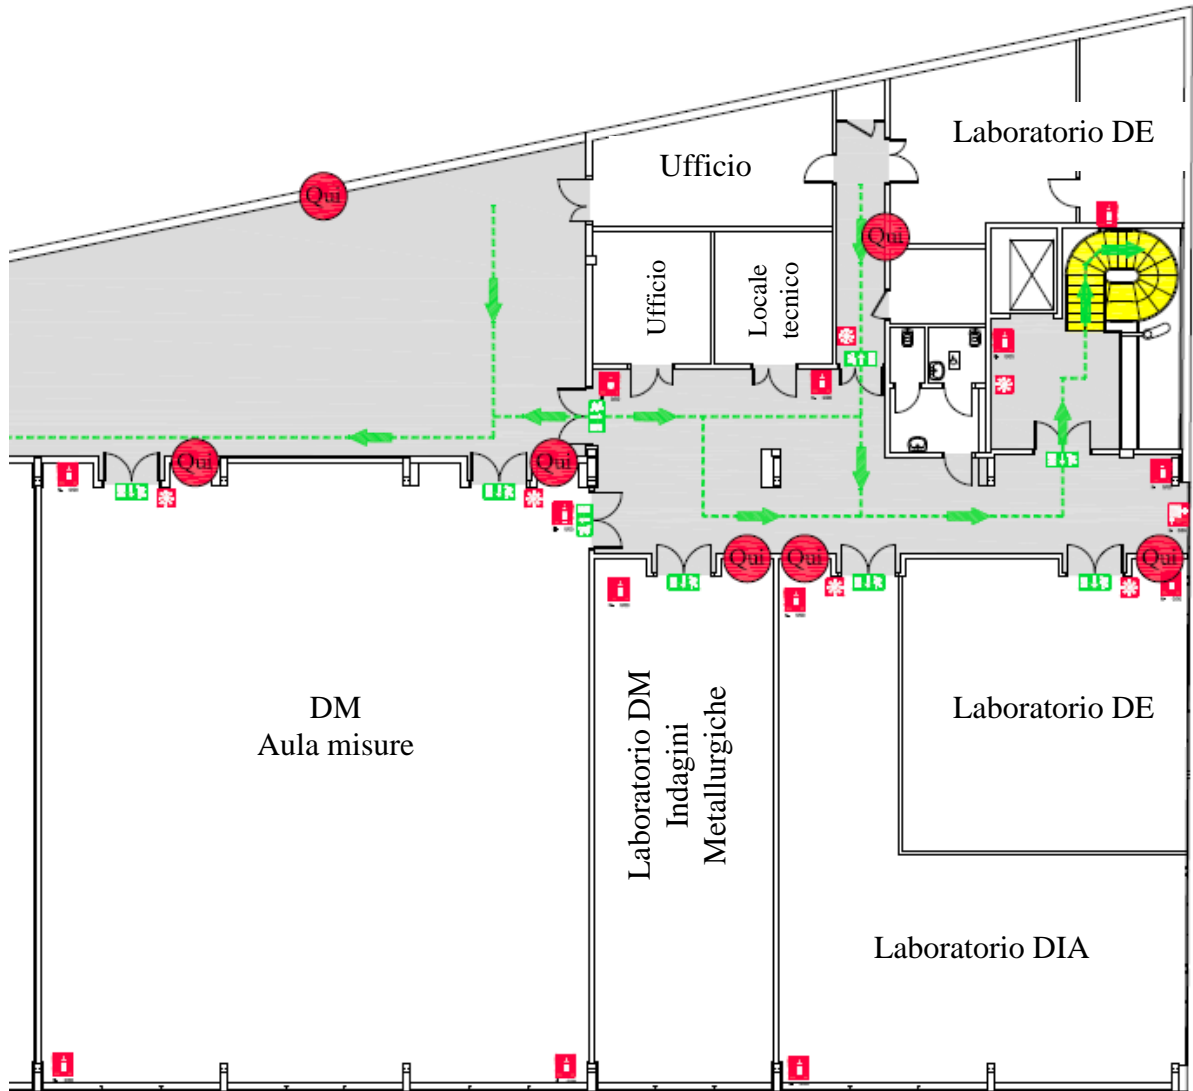 Laboratorio DE
Ufficio
Qui
Qui
Ufficio
Locale
tecnico
Qui
Qui
Qui
Qui
Qui
DM
Aula misure
Laboratorio DM
Indagini
Metallurgiche
Laboratorio DE
Laboratorio DIA